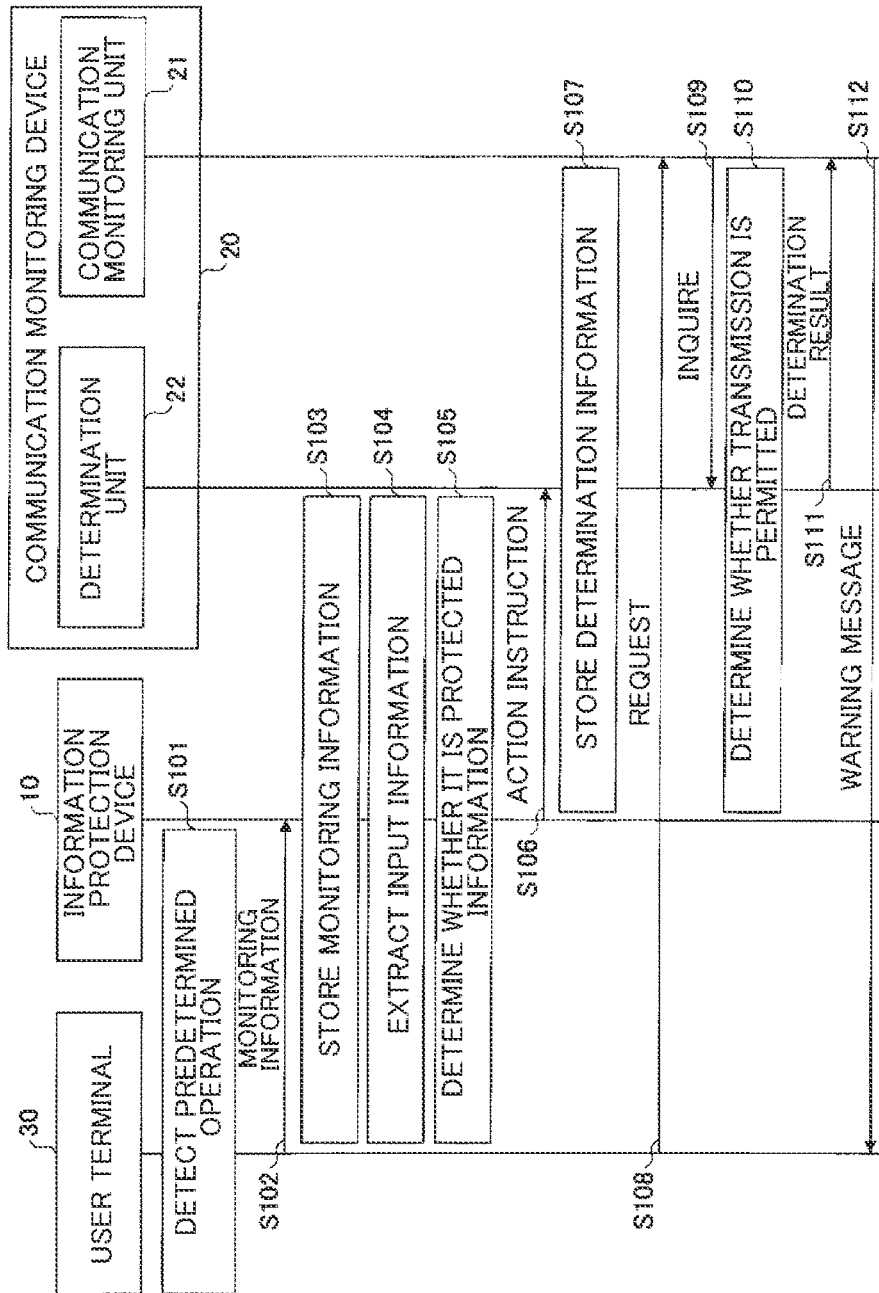 30
USER TERMINAL
10
INFORMATION
PROTECTION
DEVICE
COMMUNICATION MONITORING DEVICE
DETERMINATION
UNIT
22
COMMUNICATION
MONITORING UNIT
21
20
DETECT PREDETERMINED
OPERATION
S101
MONITORING
INFORMATION
S102
STORE MONITORING INFORMATION
S103
EXTRACT INPUT INFORMATION
S104
DETERMINE WHETHER IT IS PROTECTED
INFORMATION
S105
ACTION INSTRUCTION
S106
STORE DETERMINATION INFORMATION
S107
REQUEST
S108
INQUIRE
S109
DETERMINE WHETHER TRANSMISSION IS
PERMITTED
S110
DETERMINATION
RESULT
S111
WARNING MESSAGE
S112